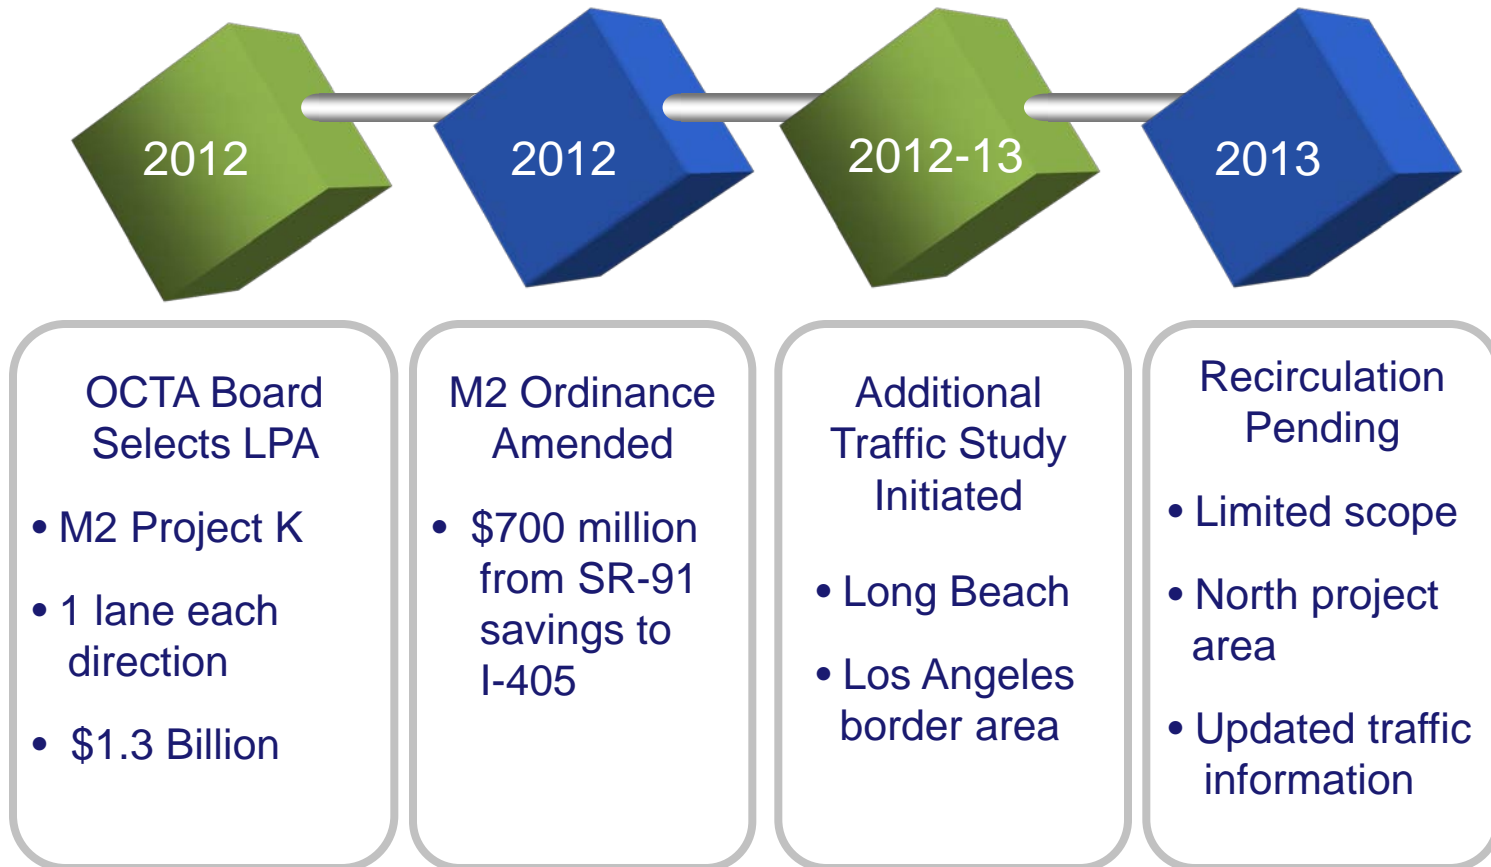 2012
2012
2012-13
2013
OCTA Board
Selects LPA
• M2 Project K
• 1 lane each
direction
• $1.3 Billion
M2 Ordinance
Amended
• $700 million
from SR-91
savings to
I-405
Additional
Traffic Study
Initiated
• Long Beach
• Los Angeles
border area
Recirculation
Pending
• Limited scope
• North project
area
• Updated traffic
information